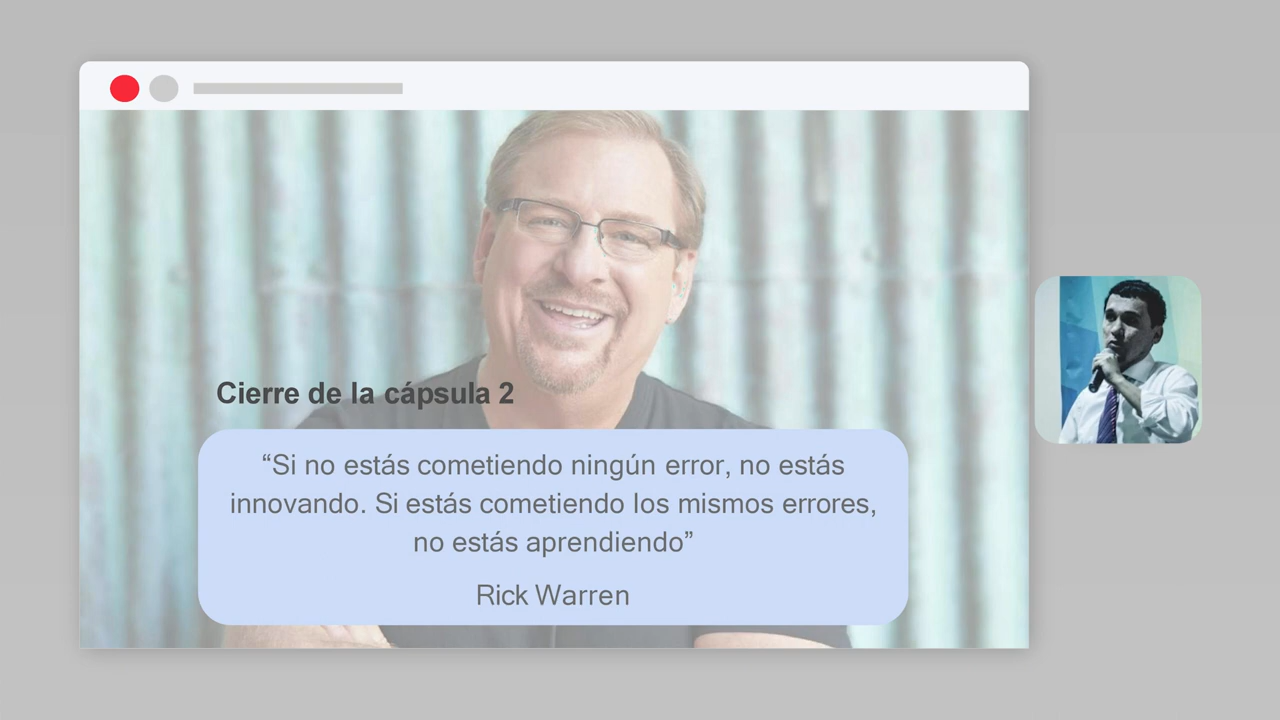 Cierre de la cápsula 2
“Si no estás cometiendo ningún error, no estás
innovando. Si estás cometiendo los mismos errores,
no estás aprendiendo”
Rick Warren